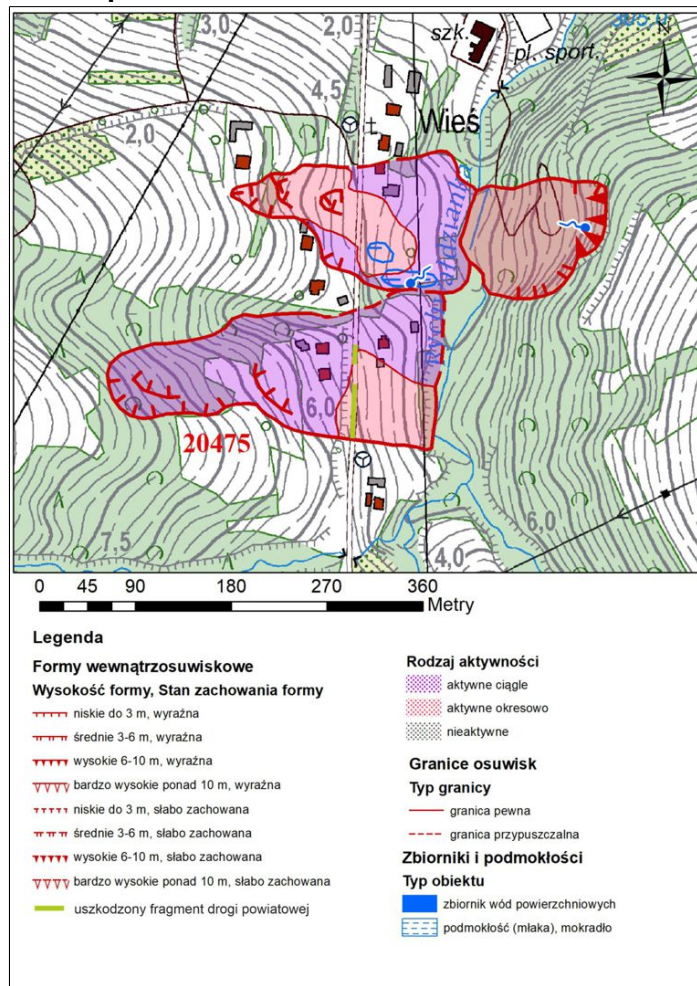 3,0
2,0
szk.
pl. sport.
N
4,5
2,0
Wieś
6,0
20475
7,5
6,0
4,0
0 45 90 180 270 360
Metry
Legenda
Formy wewnątrzosuwiskowe
Wysokość formy, Stan zachowania formy
niskie do 3 m, wyraźna
średnie 3-6 m, wyraźna
wysokie 6-10 m, wyraźna
bardzo wysokie ponad 10 m, wyraźna
niskie do 3 m, słabo zachowana
średnie 3-6 m, słabo zachowana
wysokie 6-10 m, słabo zachowana
bardzo wysokie ponad 10 m, słabo zachowana
uszkodzony fragment drogi powiatowej
Rodzaj aktywności
aktywne ciągle
aktywne okresowo
nieaktywne
Granice osuwisk
Typ granicy
granica pewna
granica przypuszczalna
Zbiorniki i podmokłości
Typ obiektu
zbiornik wód powierzchniowych
podmokłość (młaka), mokradło